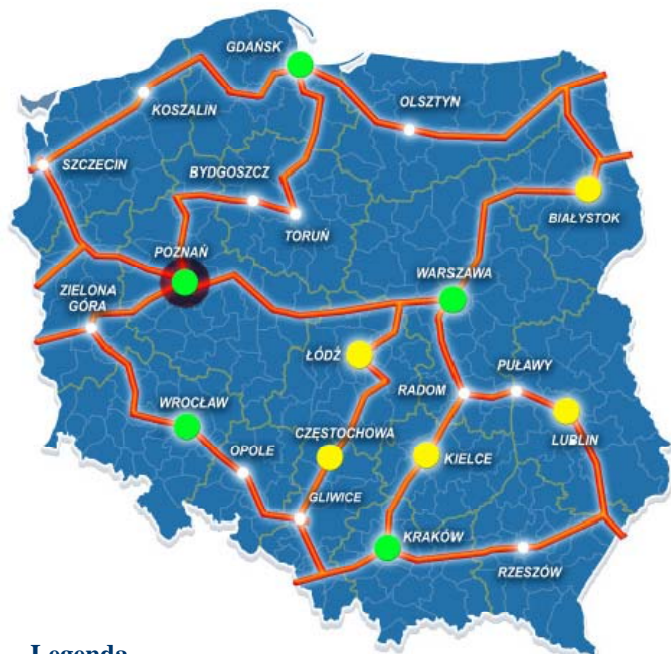 GDAŃSK
OLSZTYN
KOSZALIN
SZCZECIN
BYDGOSZCZ
TORUŃ
BIAŁYSTOK
POZNAŃ
WARSZAWA
ZIELONA
GÓRA
ŁÓDŹ
PUŁAWY
RADOM
WROCŁAW
CZĘSTOCHOWA
LUBLIN
OPOLE
KIELCE
GLIWICE
KRAKÓW
RZESZÓW
Legenda